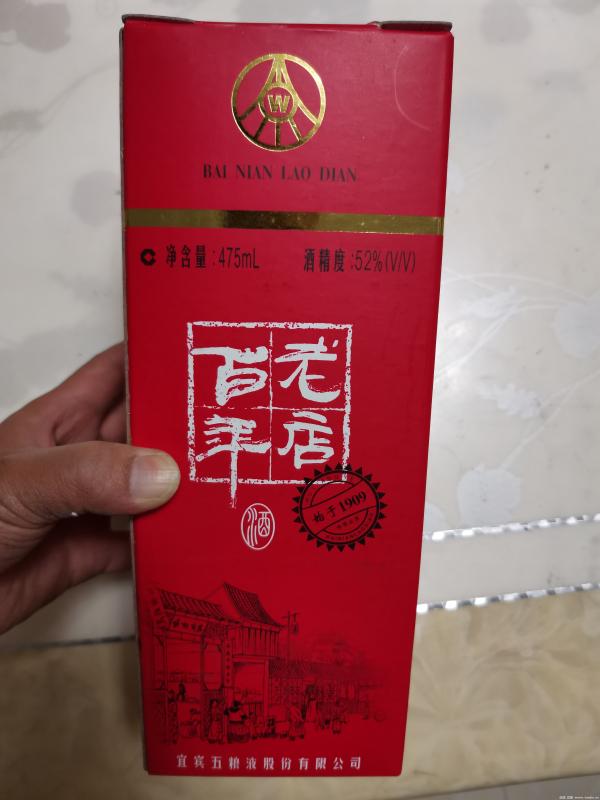 W
BAI NIAN LAO DIAN
净含量:475mL 酒精度:52%(V/V)
百年
老店
始于1909
酒
宜宾五粮液股份有限公司